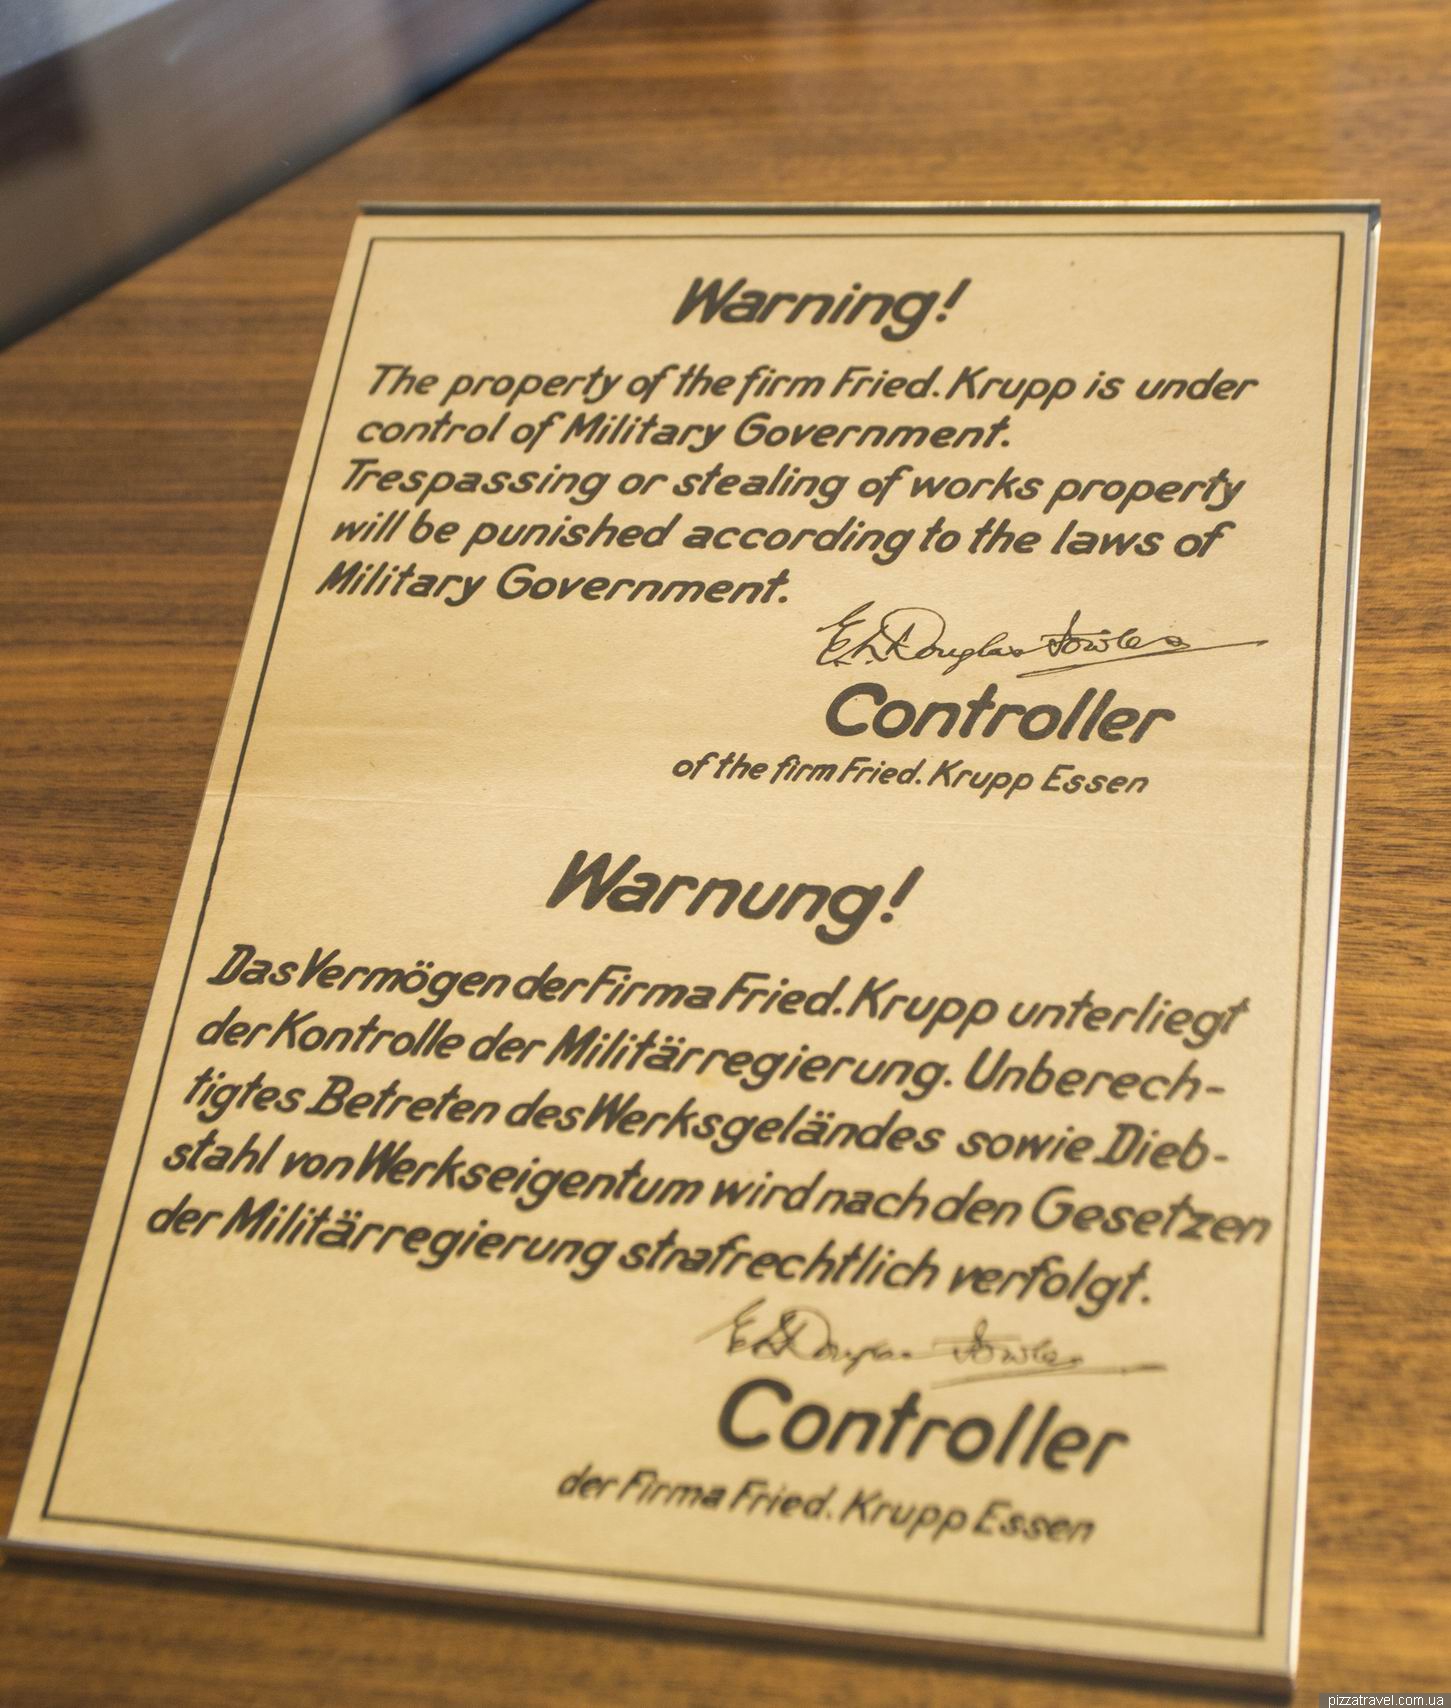 Warning!
The property of the firm Fried. Krupp is under
control of Military Government.
Trespassing or stealing of works property
will be punished according to the laws of
Military Government.
E.L. Douglas Fowles
Controller
of the firm Fried. Krupp Essen
Warnung!
Das Vermögen der Firma Fried. Krupp unterliegt
der Kontrolle der Militärregierung. Unberech-
tigtes Betreten des Werksgeländes sowie Dieb-
stahl von Werkseigentum wird nach den Gesetzen
der Militärregierung strafrechtlich verfolgt.
E.L. Douglas Fowles
Controller
der Firma Fried. Krupp Essen
pizzatravel.com.ua